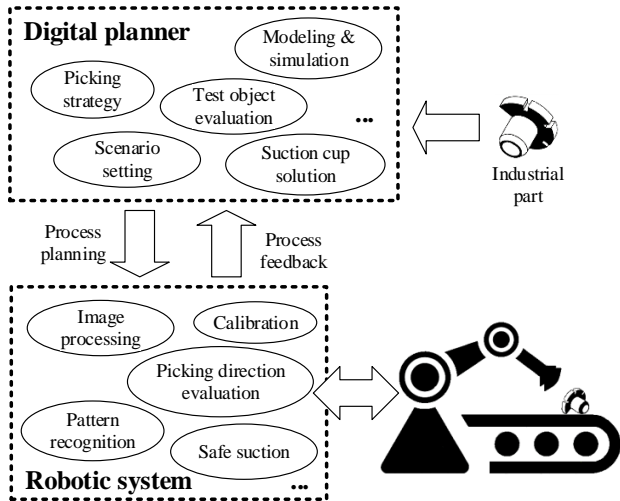 Digital planner
Modeling &
simulation
Picking
strategy
Test object
evaluation
...
Scenario
setting
Suction cup
solution
Industrial
part
Process
planning
Process
feedback
Image
processing
Calibration
Picking direction
evaluation
Pattern
recognition
Safe suction
Robotic system
...